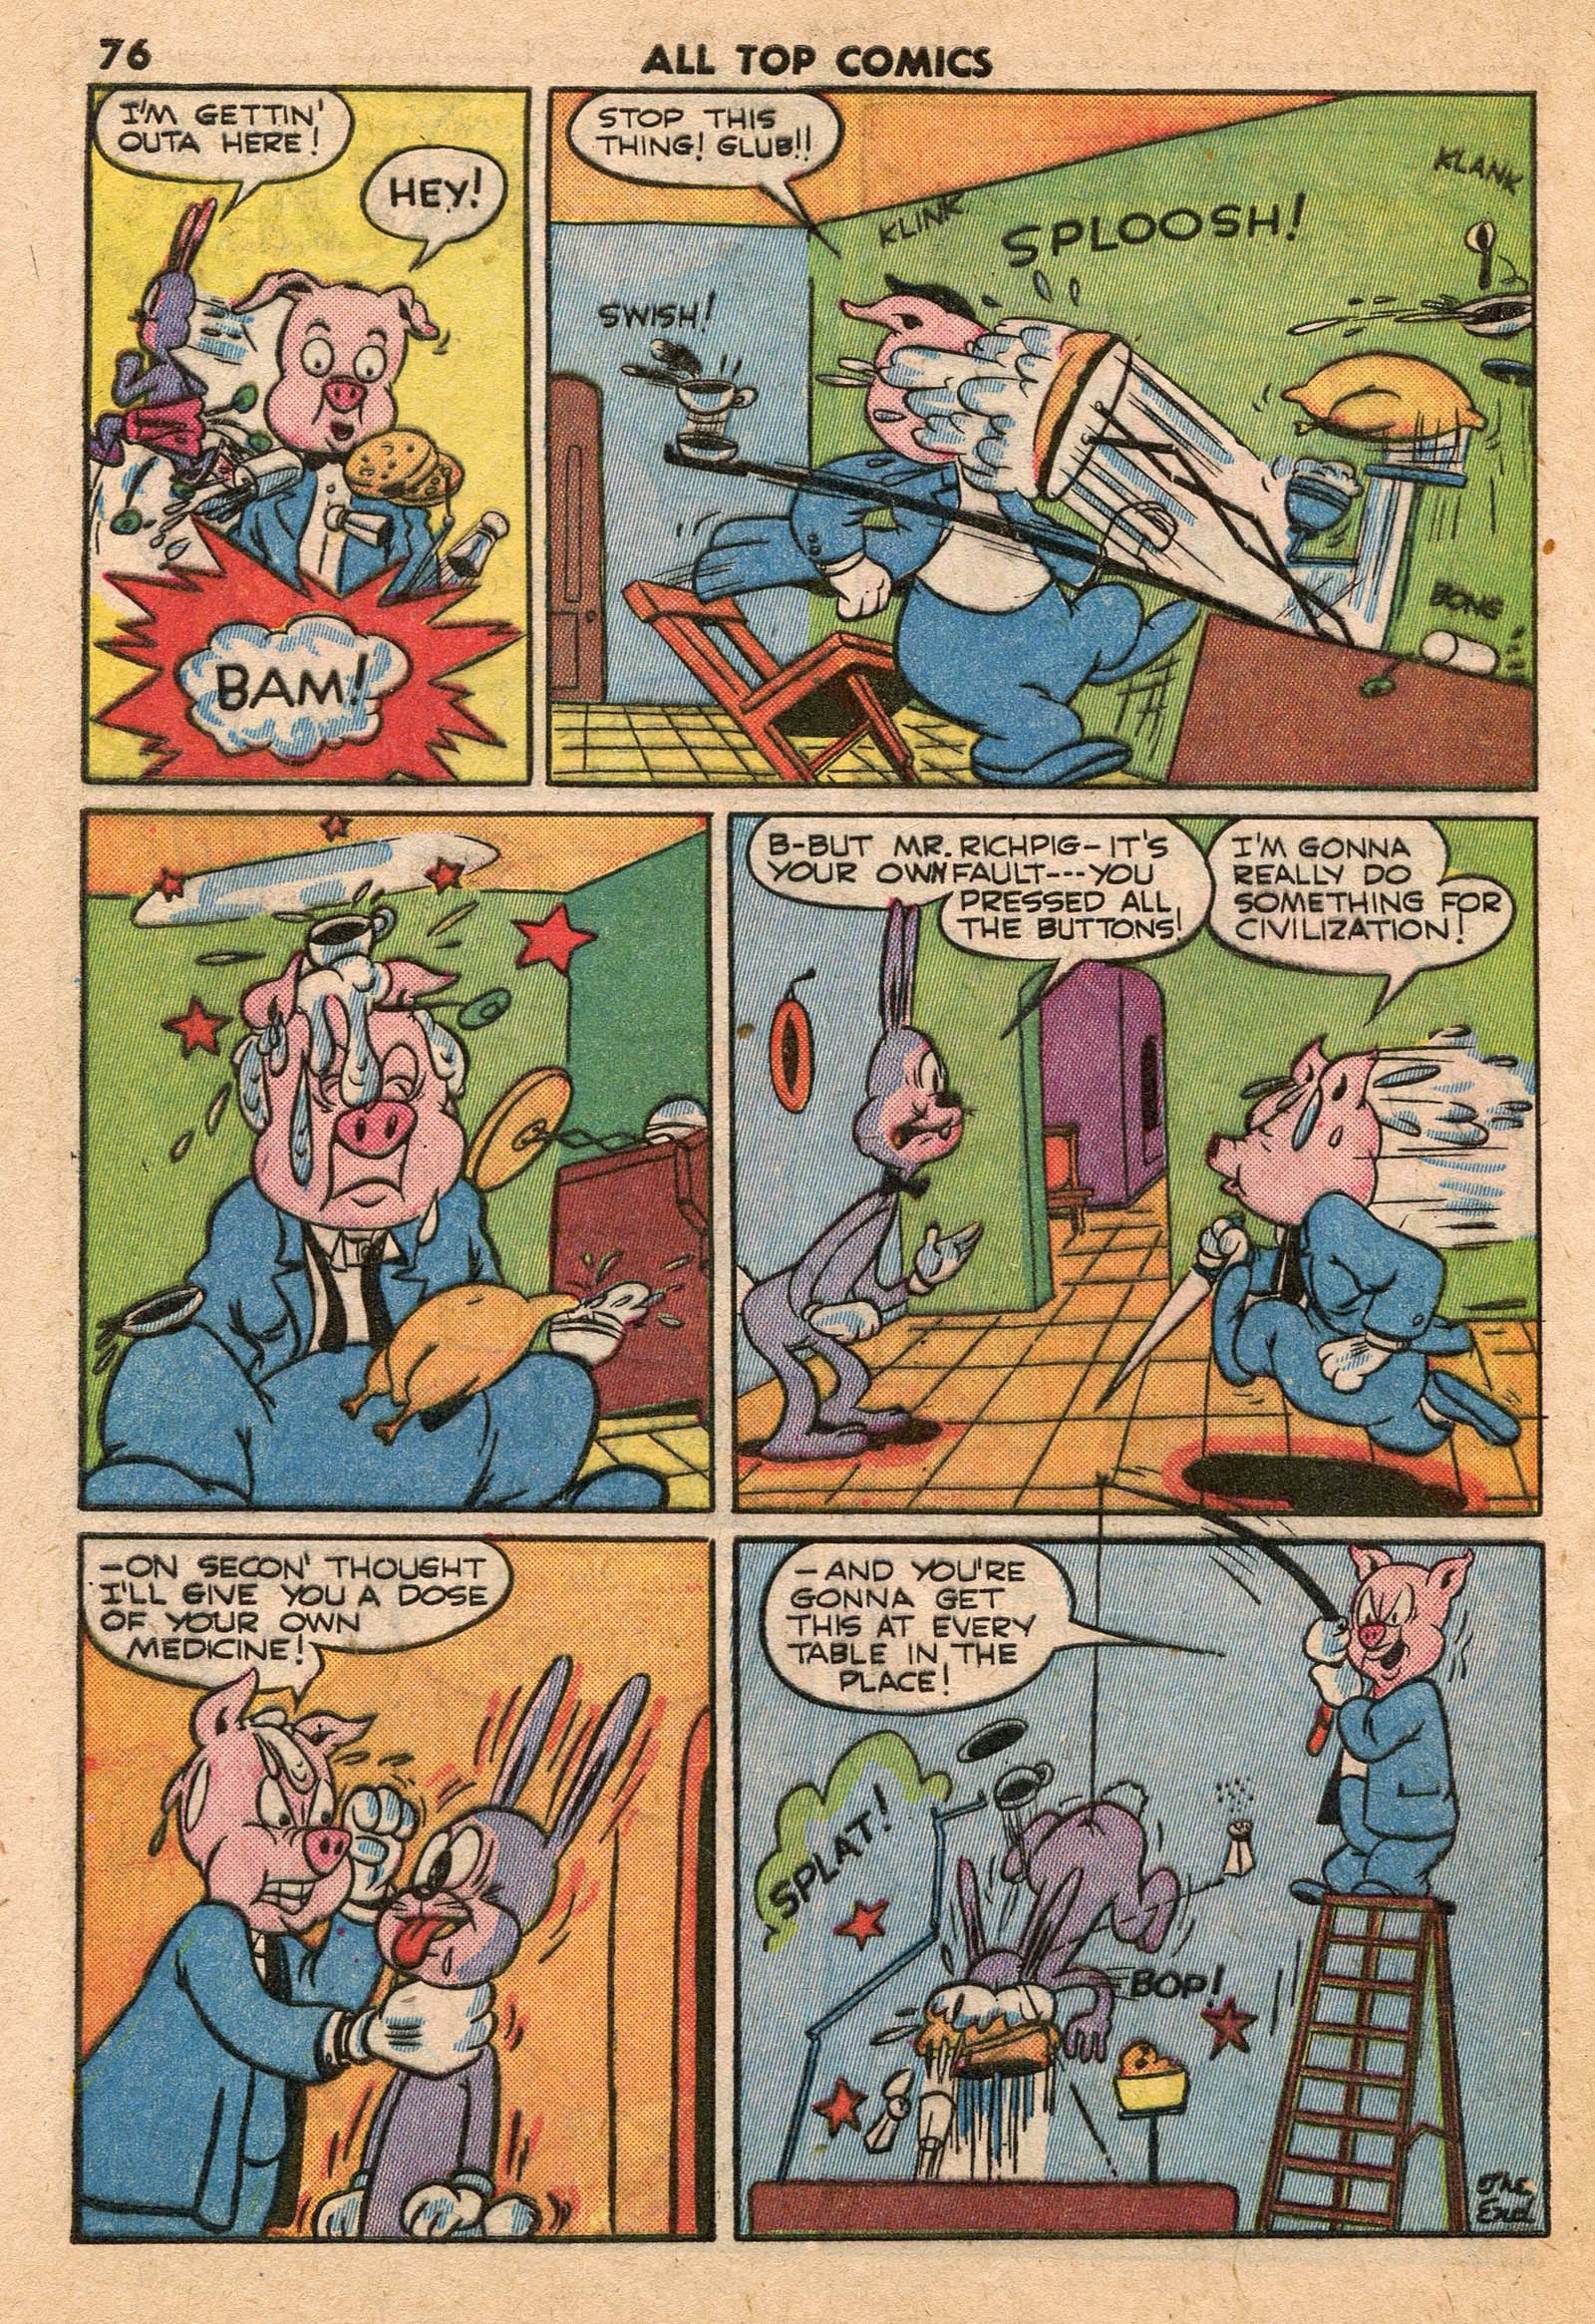 76
ALL TOP COMICS
I'M GETTIN'
OUTA HERE!
HEY!
BAM!
STOP THIS
THING! GLUB!!
SWISH!
KLINK
SPLOOSH!
KLANK
BONG
B-BUT MR. RICHPIG-IT'S
YOUR OWN FAULT---YOU
PRESSED ALL
THE BUTTONS!
I'M GONNA
REALLY DO
SOMETHING FOR
CIVILIZATION!
-ON SECON' THOUGHT
I'LL GIVE YOU A DOSE
OF YOUR OWN
MEDICINE!
-AND YOU'RE
GONNA GET
THIS AT EVERY
TABLE IN THE
PLACE!
SPLAT!
BOP!
The
End